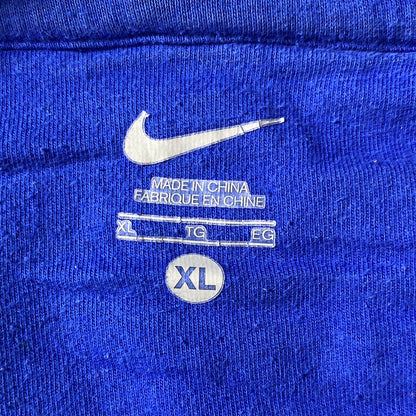 MADE IN CHINA
FABRIQUE EN CHINE
XL TG EG
XL